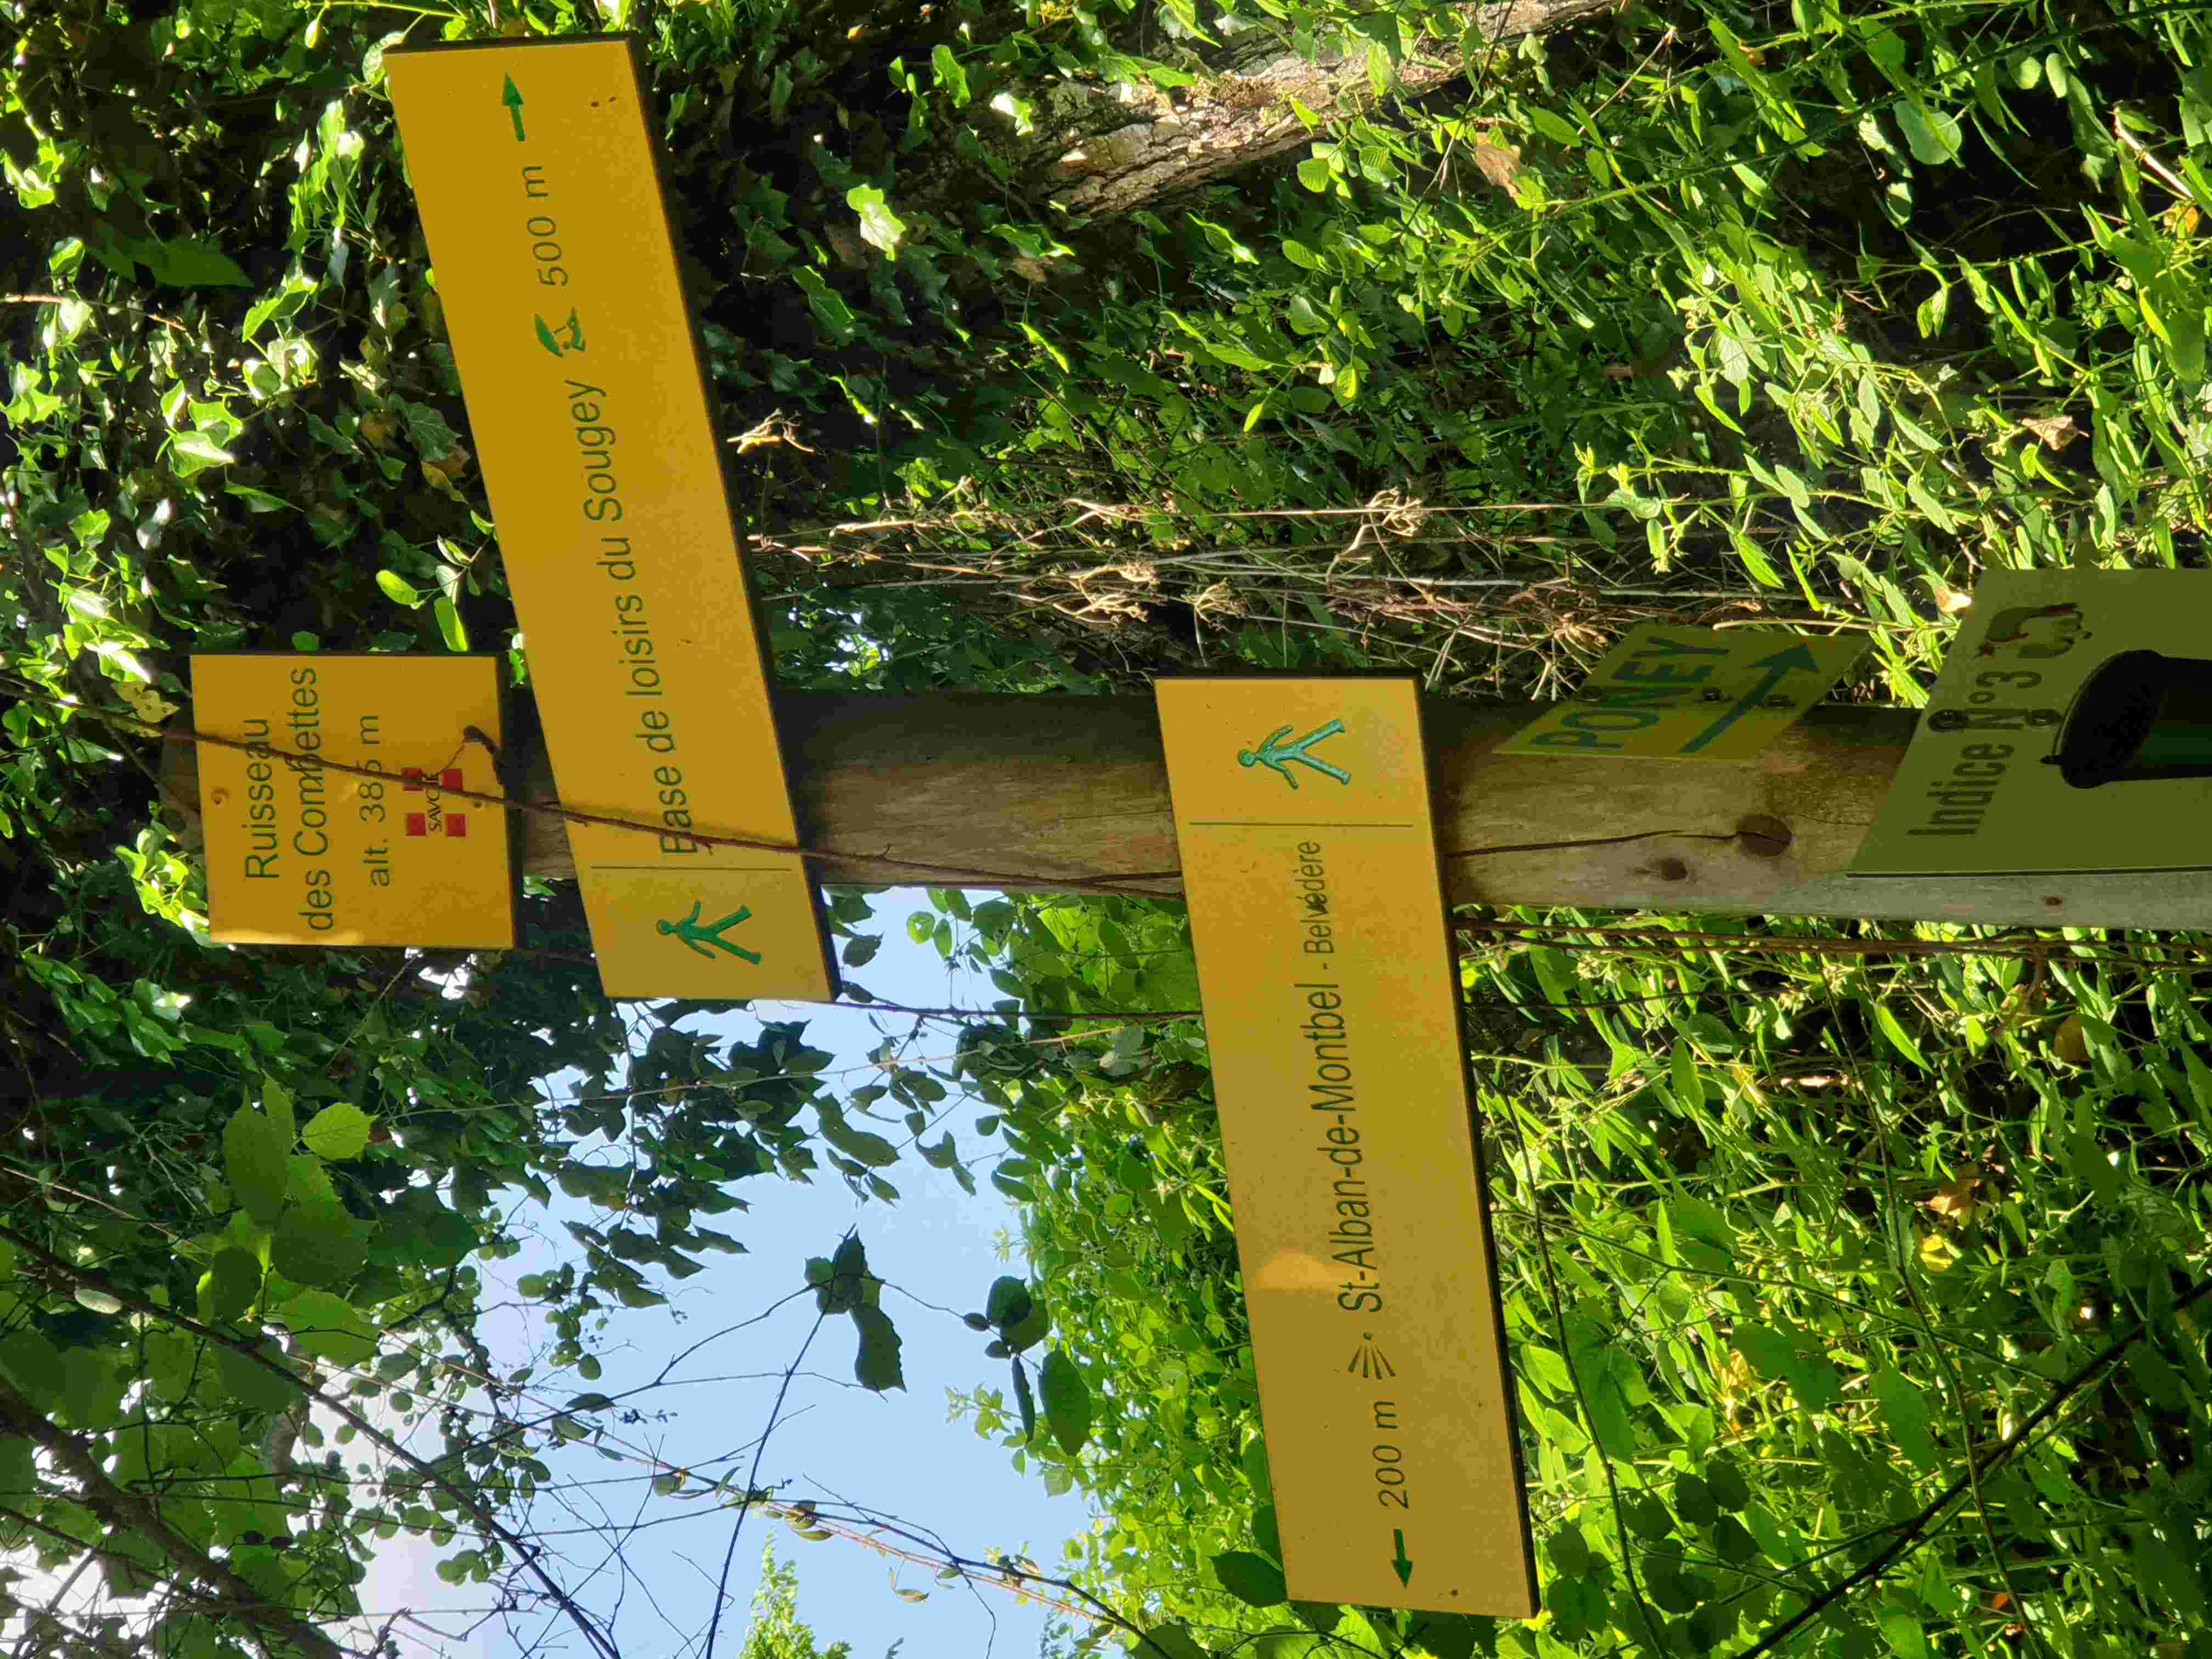 Ruisseau
des Combettes
alt. 385 m
SAVOIE
Base de loisirs du Sougey 500 m
200 m St-Alban-de-Montbel - Belvédère
PONEY
Indice N°3